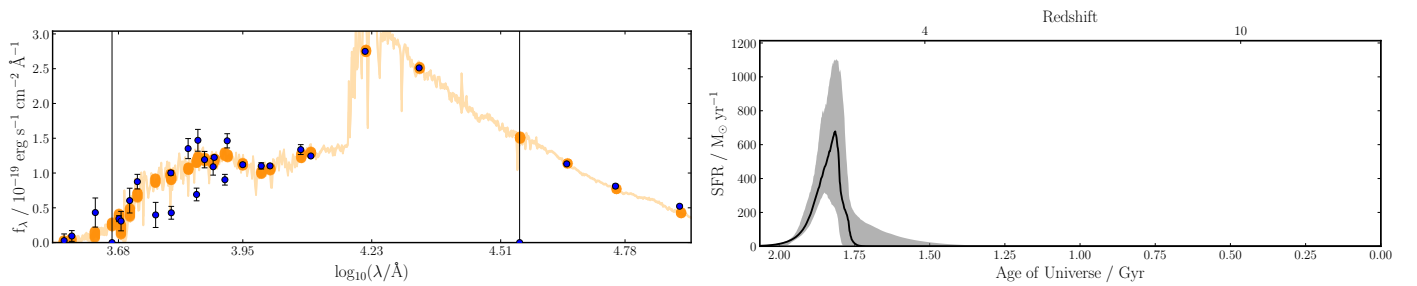 Redshift
4 10
3.0
2.5
2.0
1.5
1.0
0.5
0.0
f_λ / 10⁻¹⁹ erg s⁻¹ cm⁻² Å⁻¹
3.68 3.95 4.23 4.51 4.78
log₁₀(λ/Å)
1200
1000
800
600
400
200
0
SFR / M⊙ yr⁻¹
2.00 1.75 1.50 1.25 1.00 0.75 0.50 0.25 0.00
Age of Universe / Gyr